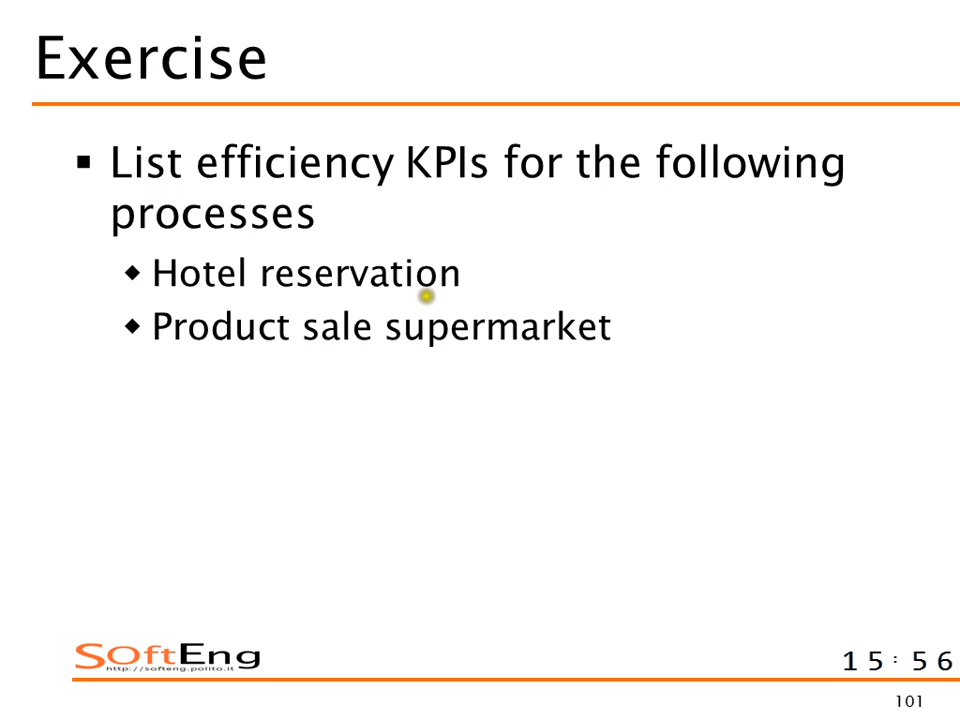 Exercise
▪ List efficiency KPIs for the following
processes
◆ Hotel reservation
◆ Product sale supermarket
SOftEng
http://softeng.polito.it
15:56
101